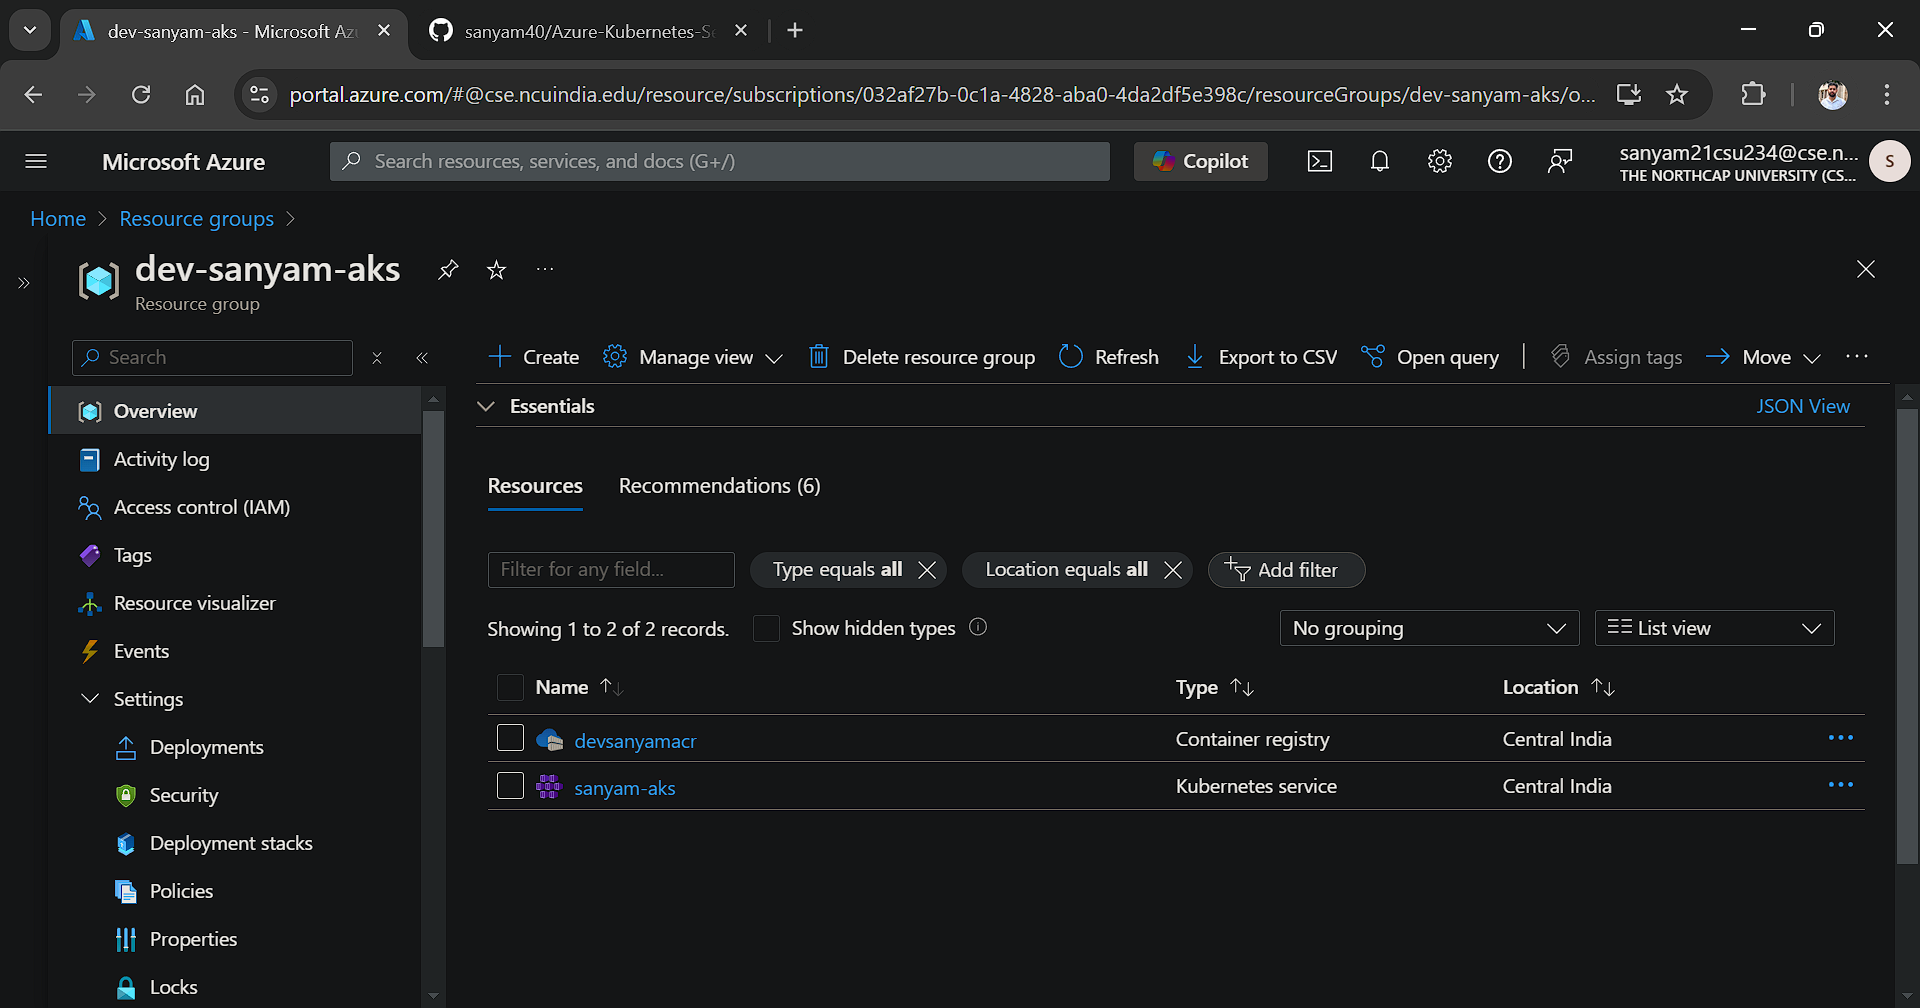 dev-sanyam-aks - Microsoft Az
sanyam40/Azure-Kubernetes-Se
portal.azure.com/#@cse.ncuindia.edu/resource/subscriptions/032af27b-0c1a-4828-aba0-4da2df5e398c/resourceGroups/dev-sanyam-aks/o...
Microsoft Azure
Search resources, services, and docs (G+/)
Copilot
sanyam21csu234@cse.n...
THE NORTHCAP UNIVERSITY (CS...
S
Home > Resource groups >
dev-sanyam-aks
Resource group
Search
Create
Manage view
Delete resource group
Refresh
Export to CSV
Open query
Assign tags
Move
Overview
Activity log
Access control (IAM)
Tags
Resource visualizer
Events
Settings
Deployments
Security
Deployment stacks
Policies
Properties
Locks
Essentials
JSON View
Resources
Recommendations (6)
Filter for any field...
Type equals all
Location equals all
Add filter
Showing 1 to 2 of 2 records.
Show hidden types
No grouping
List view
Name Type Location
devsanyamacr Container registry Central India
sanyam-aks Kubernetes service Central India